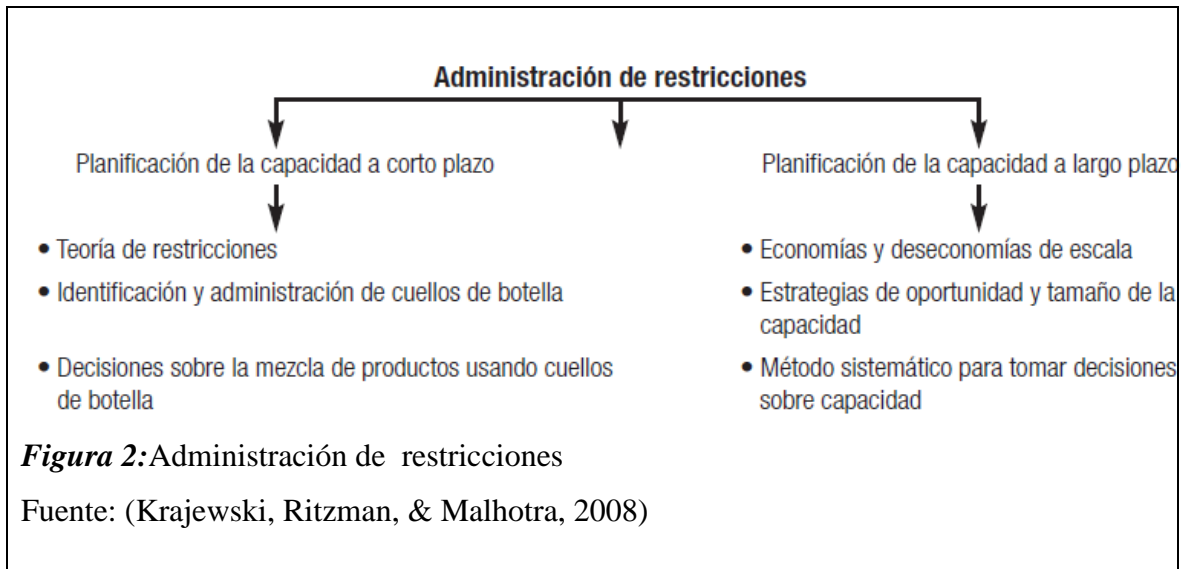 Administración de restricciones
Planificación de la capacidad a corto plazo
• Teoría de restricciones
• Identificación y administración de cuellos de botella
• Decisiones sobre la mezcla de productos usando cuellos
de botella
Planificación de la capacidad a largo plazo
• Economías y deseconomías de escala
• Estrategias de oportunidad y tamaño de la
capacidad
• Método sistemático para tomar decisiones
sobre capacidad
Figura 2:Administración de restricciones
Fuente: (Krajewski, Ritzman, & Malhotra, 2008)